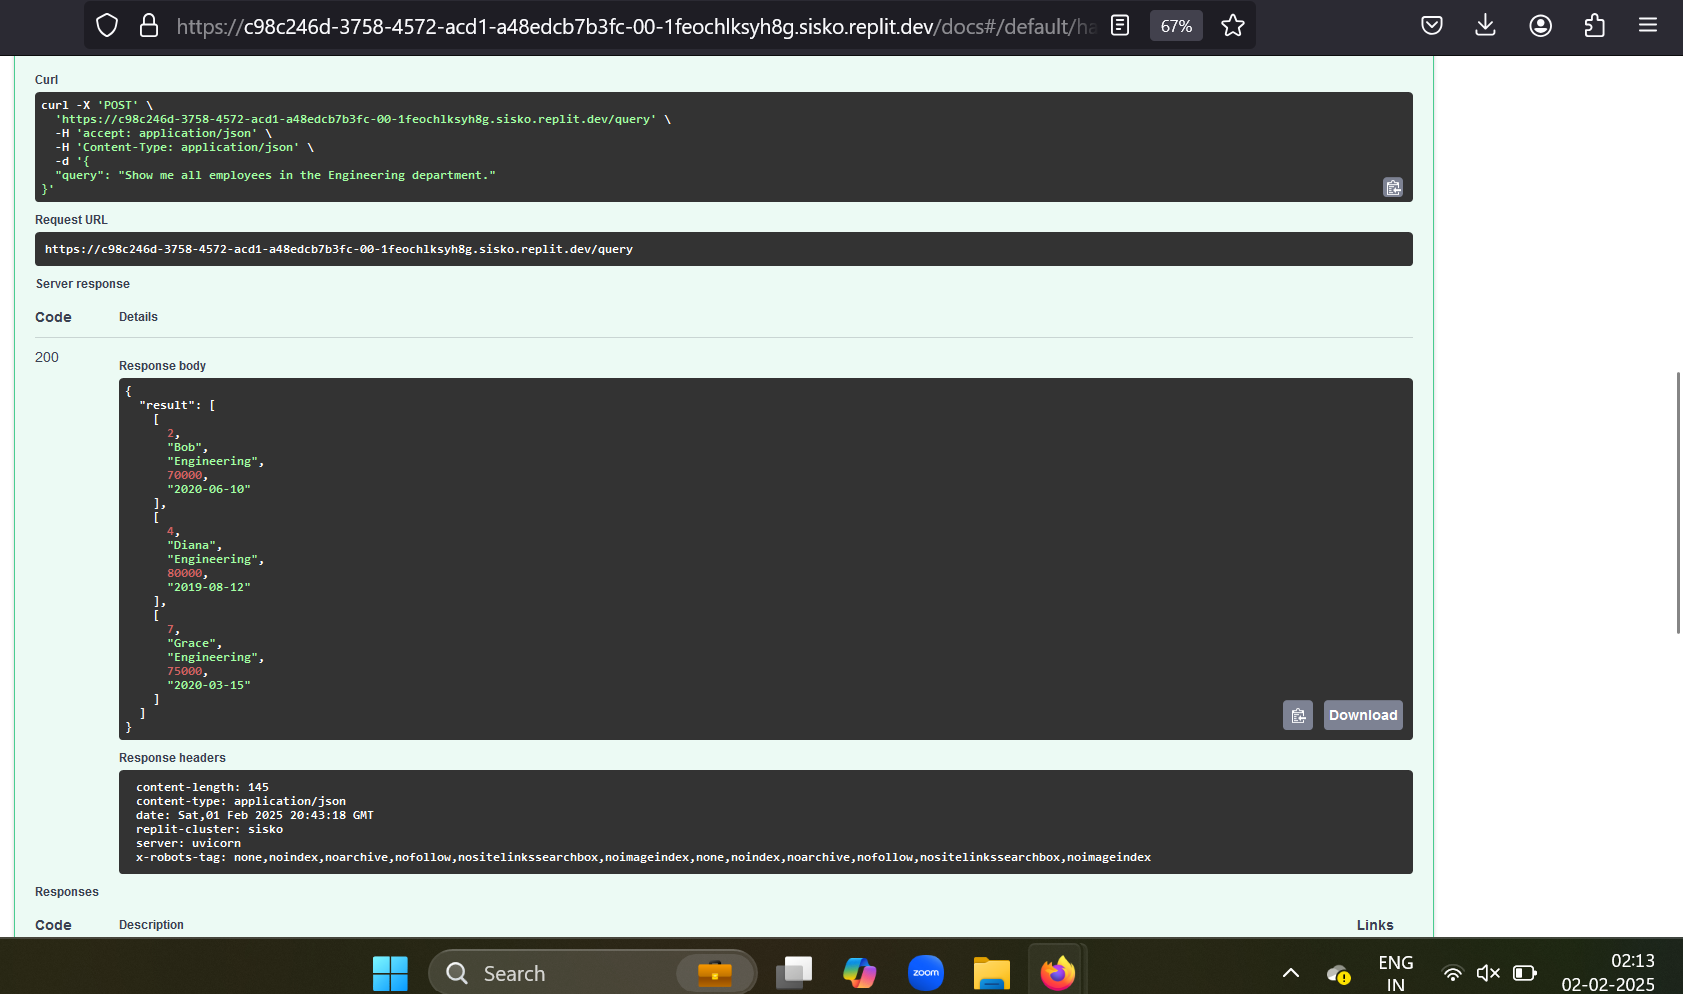 https://c98c246d-3758-4572-acd1-a48edcb7b3fc-00-1feochlksyh8g.sisko.replit.dev/docs#/default/ha
67%
Curl
curl -X 'POST' \
'https://c98c246d-3758-4572-acd1-a48edcb7b3fc-00-1feochlksyh8g.sisko.replit.dev/query' \
-H 'accept: application/json' \
-H 'Content-Type: application/json' \
-d '{
"query": "Show me all employees in the Engineering department."
}'
Request URL
https://c98c246d-3758-4572-acd1-a48edcb7b3fc-00-1feochlksyh8g.sisko.replit.dev/query
Server response
Code Details
200
Response body
{
"result": [
[
2,
"Bob",
"Engineering",
70000,
"2020-06-10"
],
[
4,
"Diana",
"Engineering",
80000,
"2019-08-12"
],
[
7,
"Grace",
"Engineering",
75000,
"2020-03-15"
]
]
}
Download
Response headers
content-length: 145
content-type: application/json
date: Sat,01 Feb 2025 20:43:18 GMT
replit-cluster: sisko
server: uvicorn
x-robots-tag: none,noindex,noarchive,nofollow,nositelinkssearchbox,noimageindex,none,noindex,noarchive,nofollow,nositelinkssearchbox,noimageindex
Responses
Code Description Links
Search
zoom
ENG
IN
02:13
02-02-2025